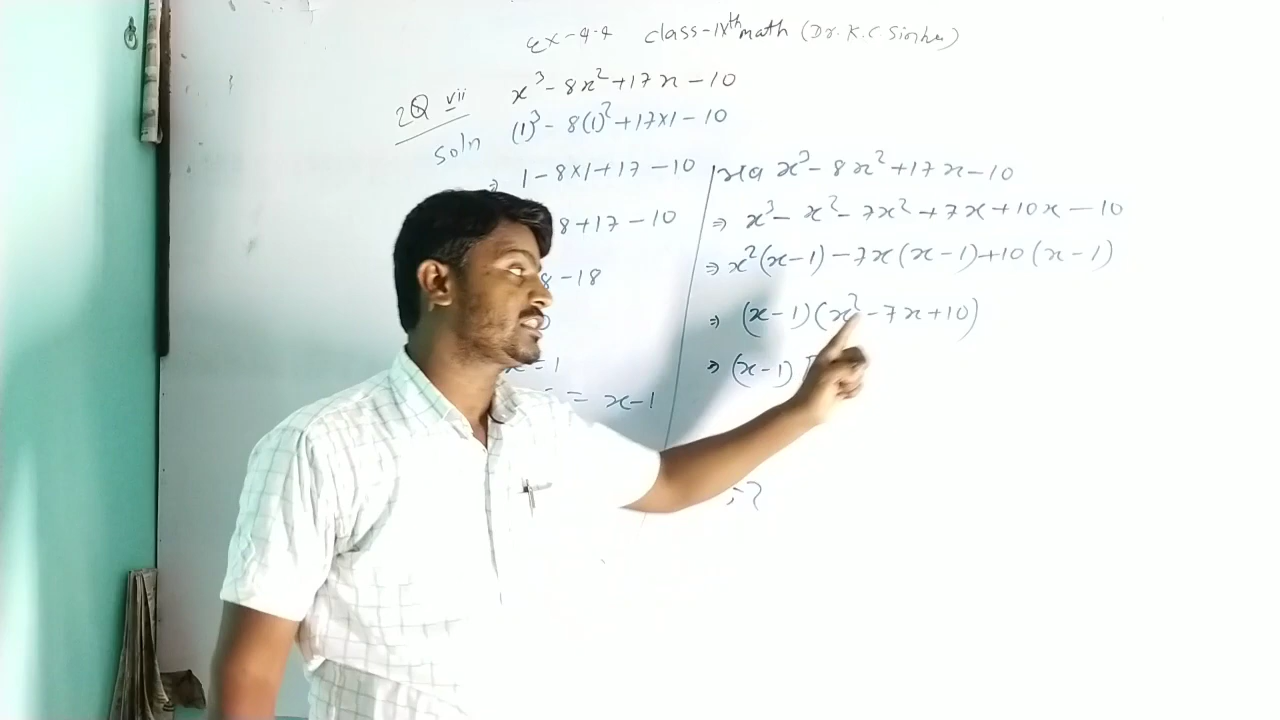 Ex-4.4 class-IXth math (Dr. K.C Sinha)
2Q vii x³ - 8x² + 17x - 10
Soln (1)³ - 8(1)² + 17×1 - 10
⇒ 1 - 8×1 + 17 - 10
8 + 17 - 10
8 - 18
x = 1
= x - 1
x³ - 8x² + 17x - 10
⇒ x³ - x² - 7x² + 7x + 10x - 10
⇒ x²(x-1) - 7x(x-1) + 10(x-1)
⇒ (x-1)(x² - 7x + 10)
⇒ (x-1)